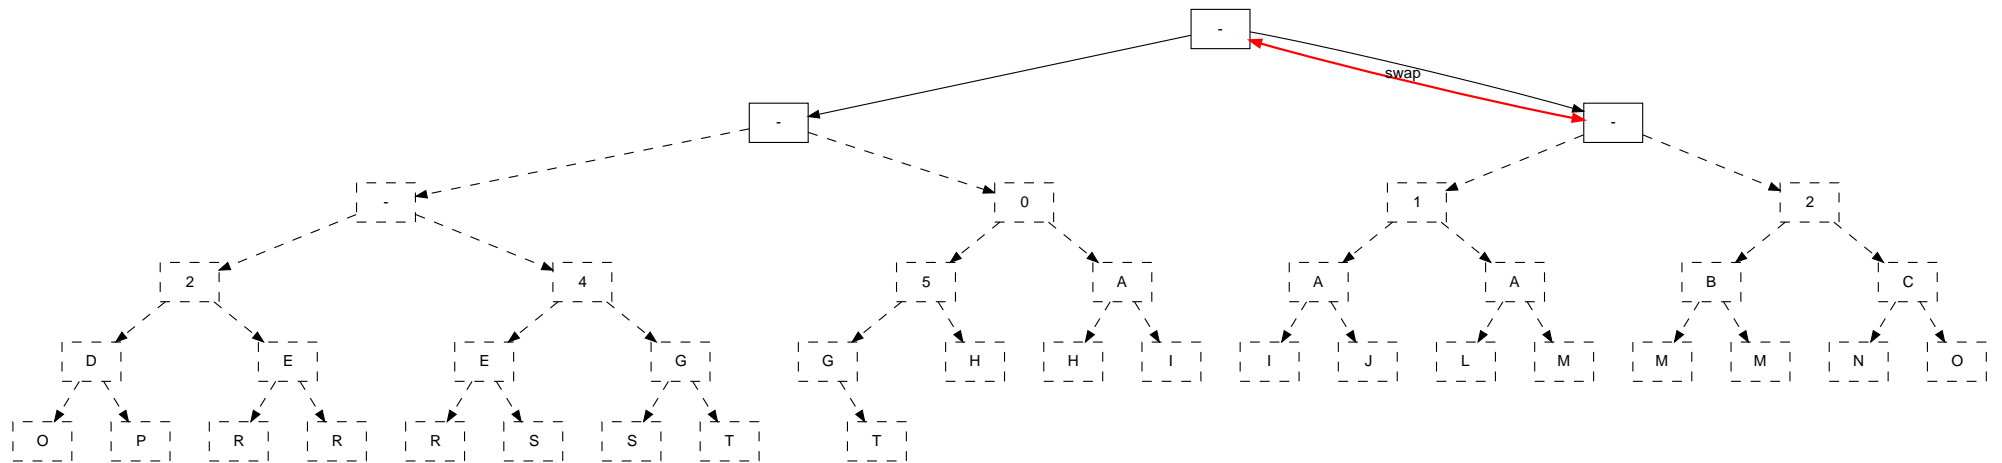 -
swap
- -
- 0 1 2
2 4 5 A A A B C
D E E G G H H I I J L M M M N O
O P R R R S S T T